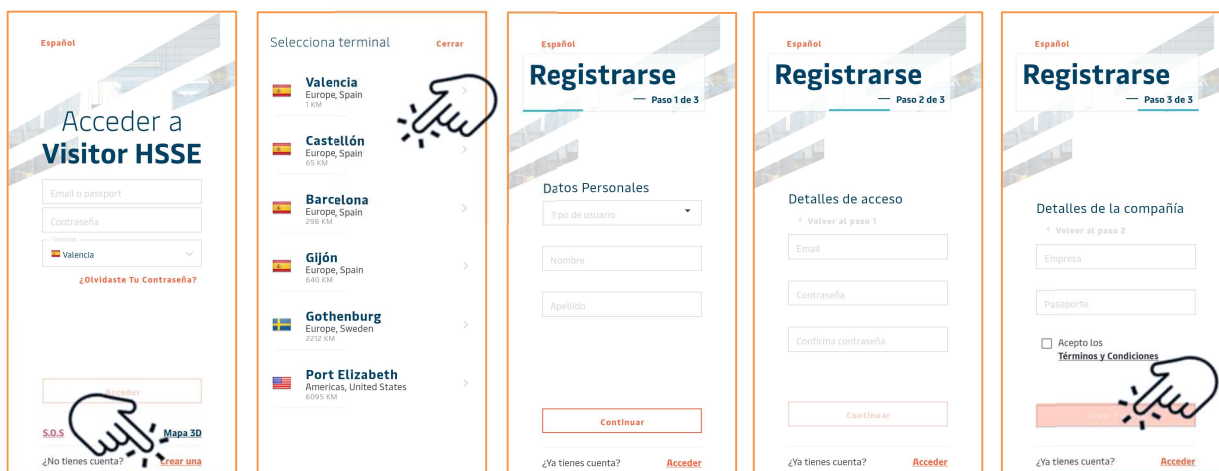 Español
Acceder a
Visitor HSSE
Email o passport
Contraseña
Terminal
Valencia
¿Olvidaste Tu Contraseña?
Acceder
S.O.S
Mapa 3D
¿No tienes cuenta?
Crear una
Selecciona terminal
Cerrar
Valencia
Europe, Spain
1 KM
Castellón
Europe, Spain
65 KM
Barcelona
Europe, Spain
298 KM
Gijón
Europe, Spain
640 KM
Gothenburg
Europe, Sweden
2212 KM
Port Elizabeth
Americas, United States
6095 KM
Español
Registrarse
— Paso 1 de 3
Datos Personales
Tipo de usuario
Nombre
Apellido
Continuar
¿Ya tienes cuenta?
Acceder
Español
Registrarse
— Paso 2 de 3
Detalles de acceso
< Volver al paso 1
Email
Contraseña
Confirma contraseña
Continuar
¿Ya tienes cuenta?
Acceder
Español
Registrarse
— Paso 3 de 3
Detalles de la compañía
< Volver al paso 2
Empresa
Pasaporte
Acepto los
Términos y Condiciones
Crear
¿Ya tienes cuenta?
Acceder